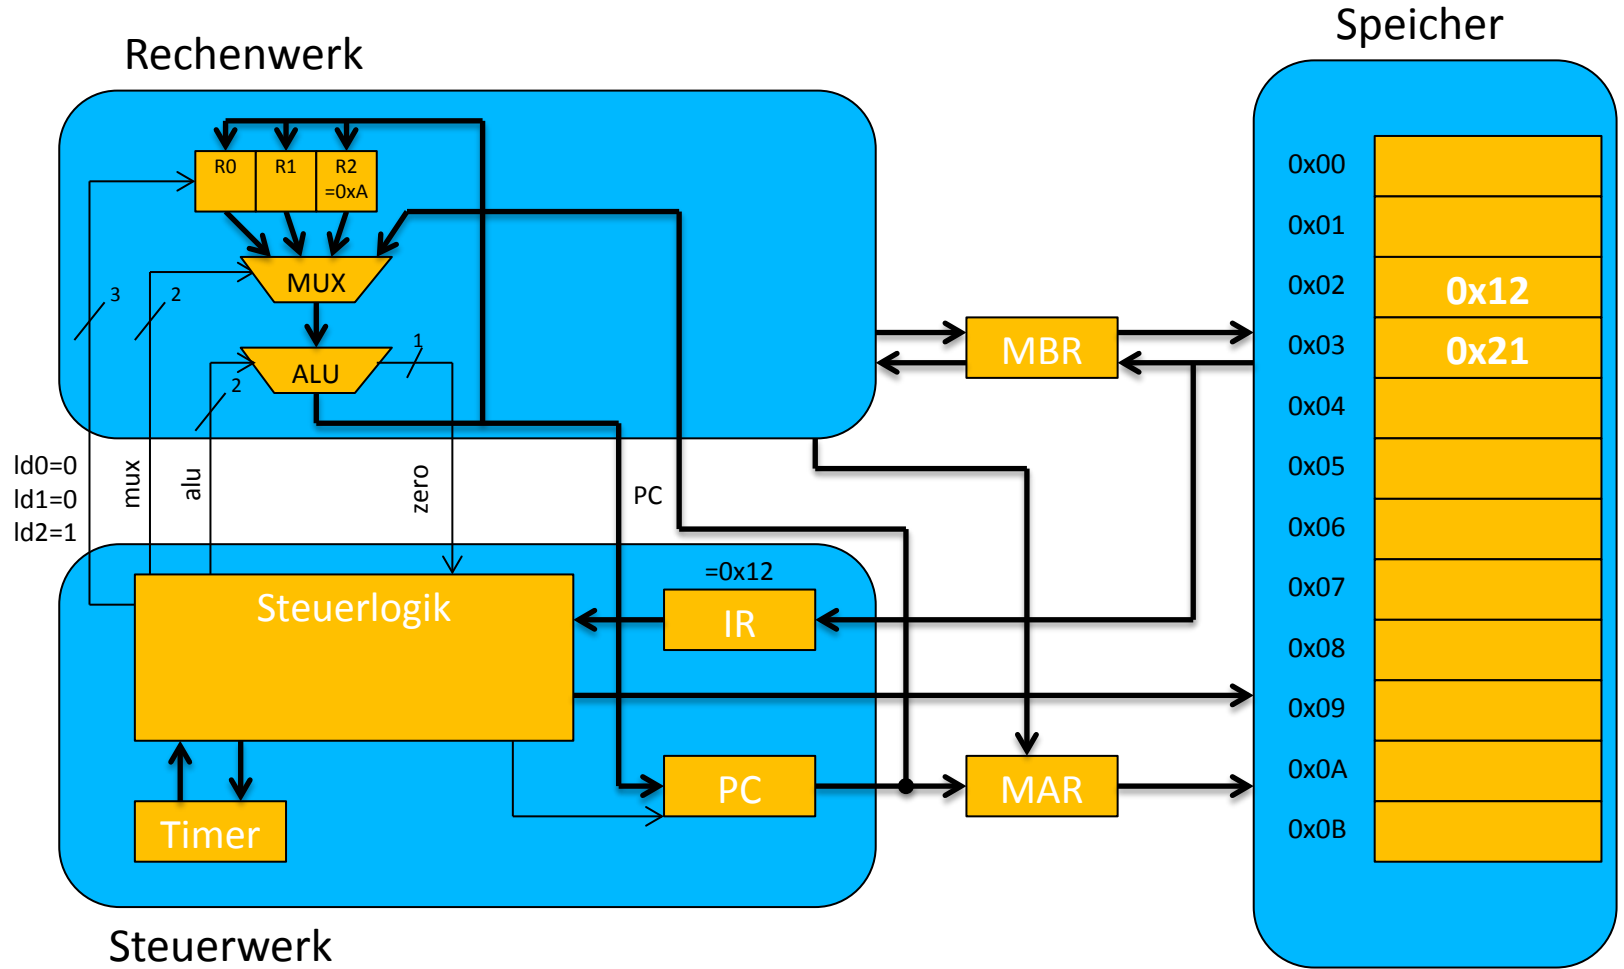 Speicher
Rechenwerk
R0
R1
R2
=0xA
MUX
3
2
ALU
1
2
ld0=0
ld1=0
ld2=1
mux
alu
zero
PC
MBR
=0x12
Steuerlogik
IR
PC
MAR
Timer
Steuerwerk
0x00
0x01
0x02 0x12
0x03 0x21
0x04
0x05
0x06
0x07
0x08
0x09
0x0A
0x0B